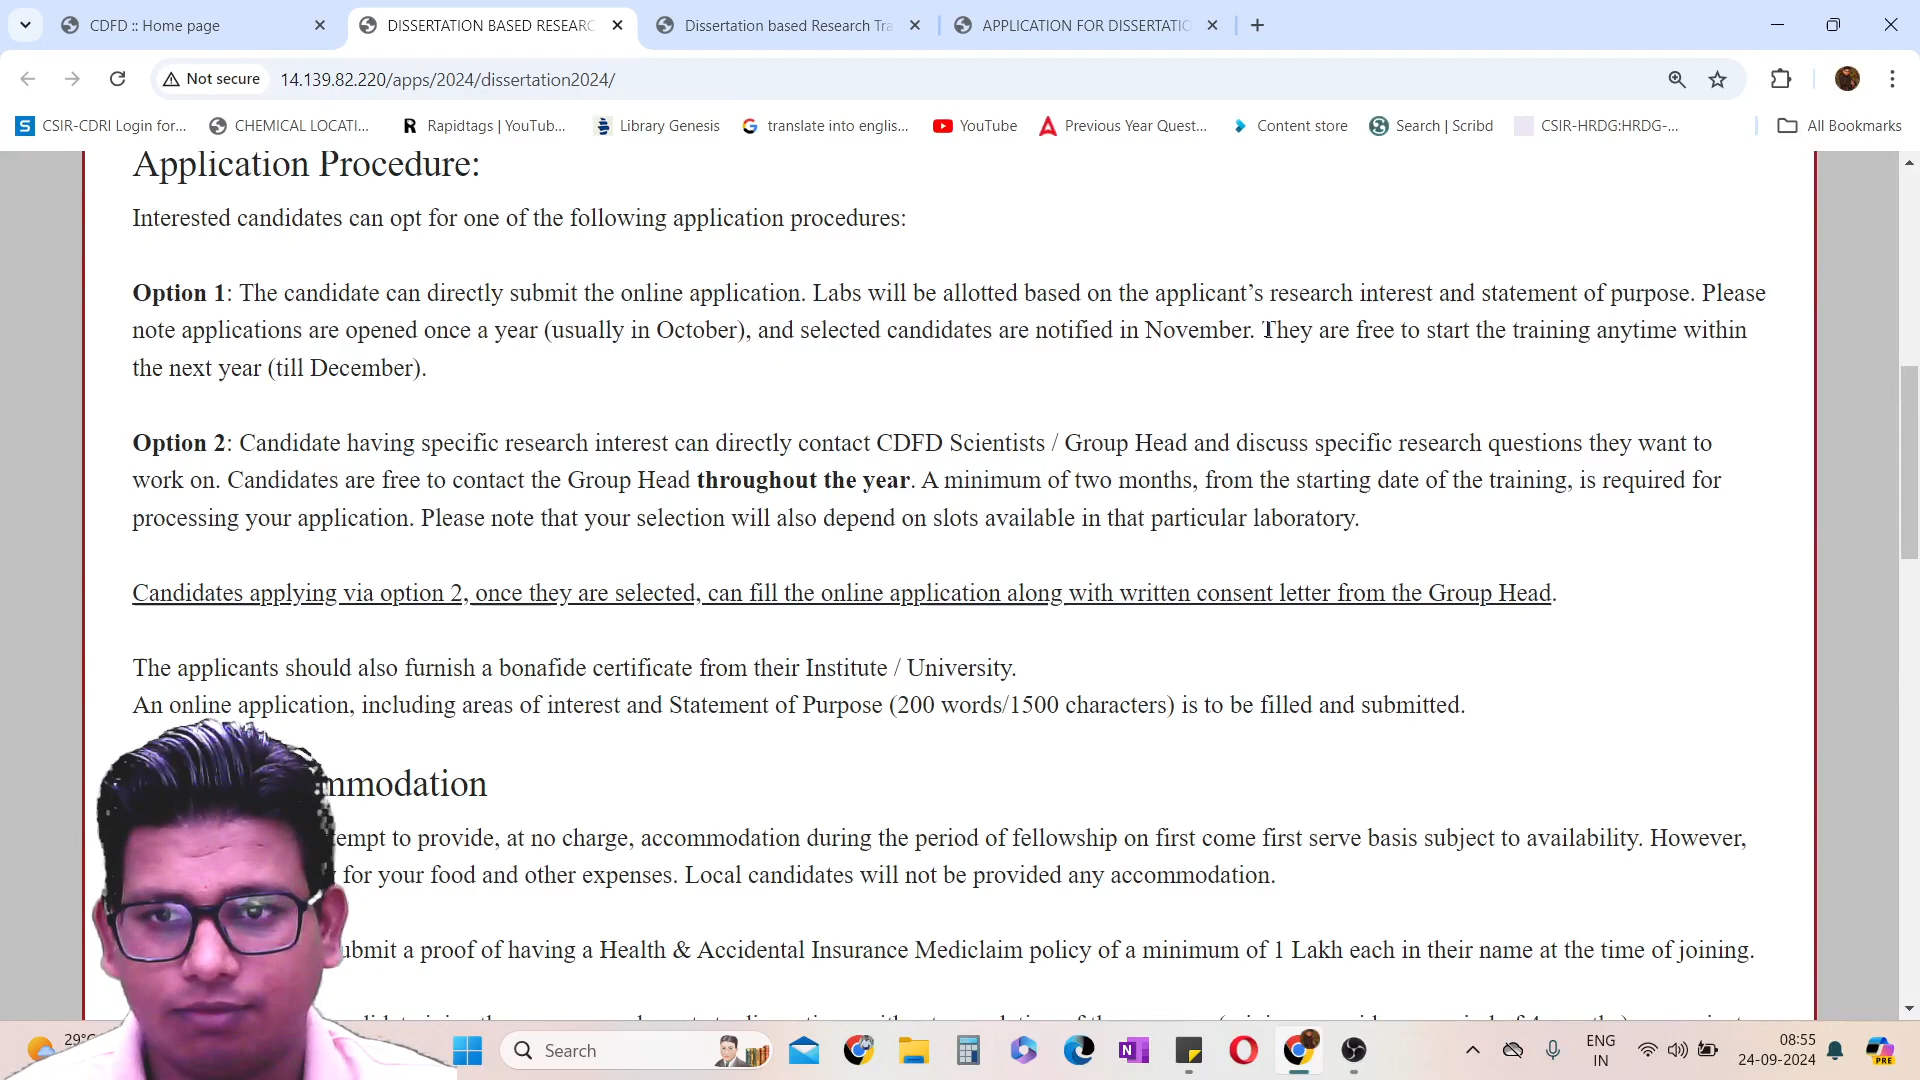 CDFD :: Home page
DISSERTATION BASED RESEARC
Dissertation based Research Tra
APPLICATION FOR DISSERTATIO
Not secure
14.139.82.220/apps/2024/dissertation2024/
CSIR-CDRI Login for...
CHEMICAL LOCATI...
Rapidtags | YouTub...
Library Genesis
translate into englis...
YouTube
Previous Year Quest...
Content store
Search | Scribd
CSIR-HRDG:HRDG-...
All Bookmarks
Application Procedure:
Interested candidates can opt for one of the following application procedures:
Option 1: The candidate can directly submit the online application. Labs will be allotted based on the applicant’s research interest and statement of purpose. Please
note applications are opened once a year (usually in October), and selected candidates are notified in November. They are free to start the training anytime within
the next year (till December).
Option 2: Candidate having specific research interest can directly contact CDFD Scientists / Group Head and discuss specific research questions they want to
work on. Candidates are free to contact the Group Head throughout the year. A minimum of two months, from the starting date of the training, is required for
processing your application. Please note that your selection will also depend on slots available in that particular laboratory.
Candidates applying via option 2, once they are selected, can fill the online application along with written consent letter from the Group Head.
The applicants should also furnish a bonafide certificate from their Institute / University.
An online application, including areas of interest and Statement of Purpose (200 words/1500 characters) is to be filled and submitted.
mmodation
empt to provide, at no charge, accommodation during the period of fellowship on first come first serve basis subject to availability. However,
for your food and other expenses. Local candidates will not be provided any accommodation.
ubmit a proof of having a Health & Accidental Insurance Mediclaim policy of a minimum of 1 Lakh each in their name at the time of joining.
29°C
Search
ENG
IN
08:55
24-09-2024
PRE